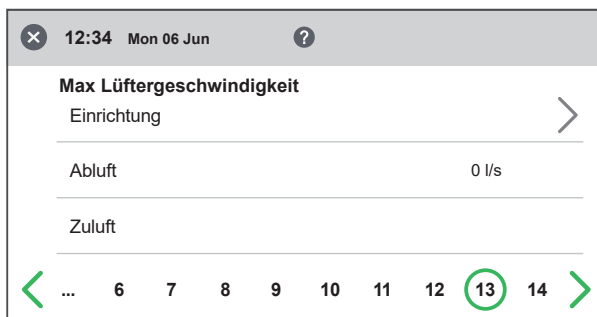 12:34 Mon 06 Jun ?
Max Lüftergeschwindigkeit
Einrichtung
Abluft 0 l/s
Zuluft
... 6 7 8 9 10 11 12 13 14